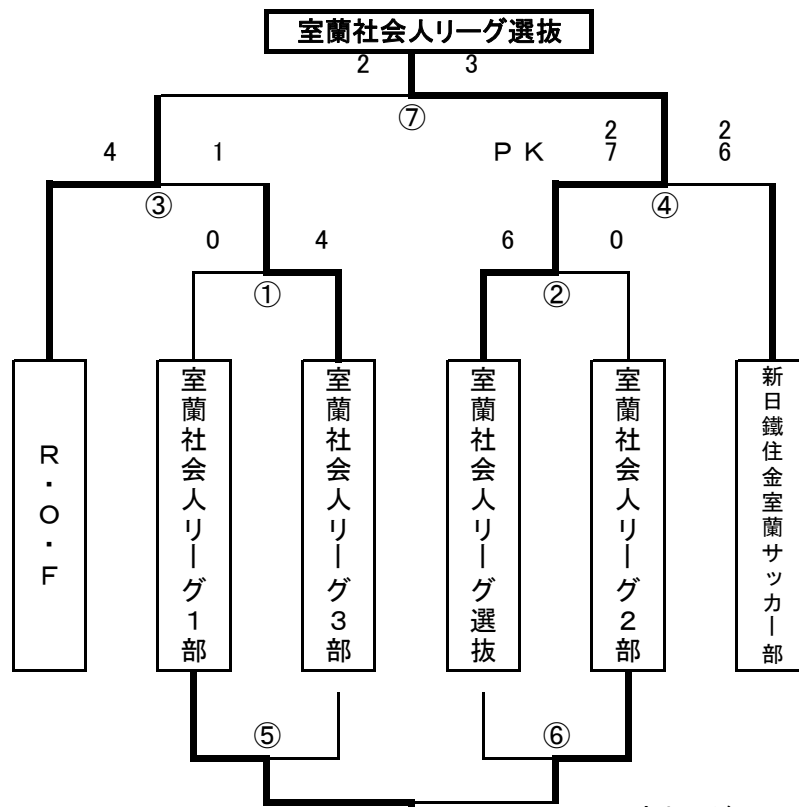 室蘭社会人リーグ選抜
2 3
⑦
4 1
PK 2 2
7 6
③
④
0 4
6 0
①
②
R・O・F
室蘭社会人リーグ1部
室蘭社会人リーグ3部
室蘭社会人リーグ選抜
室蘭社会人リーグ2部
新日鐵住金室蘭サッカー部
⑤
⑥